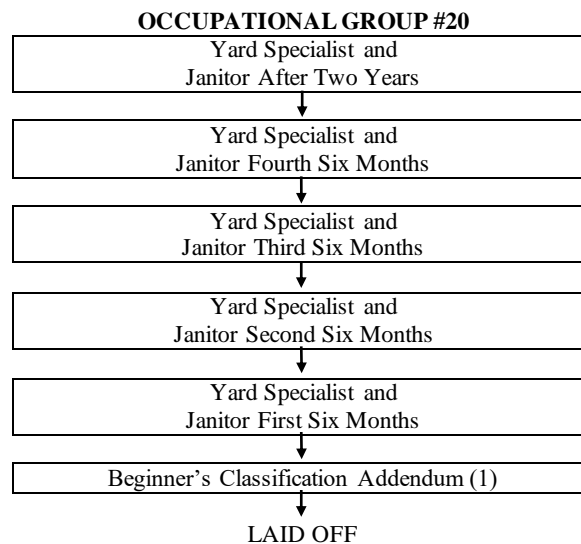 OCCUPATIONAL GROUP #20
Yard Specialist and
Janitor After Two Years
Yard Specialist and
Janitor Fourth Six Months
Yard Specialist and
Janitor Third Six Months
Yard Specialist and
Janitor Second Six Months
Yard Specialist and
Janitor First Six Months
Beginner's Classification Addendum (1)
LAID OFF